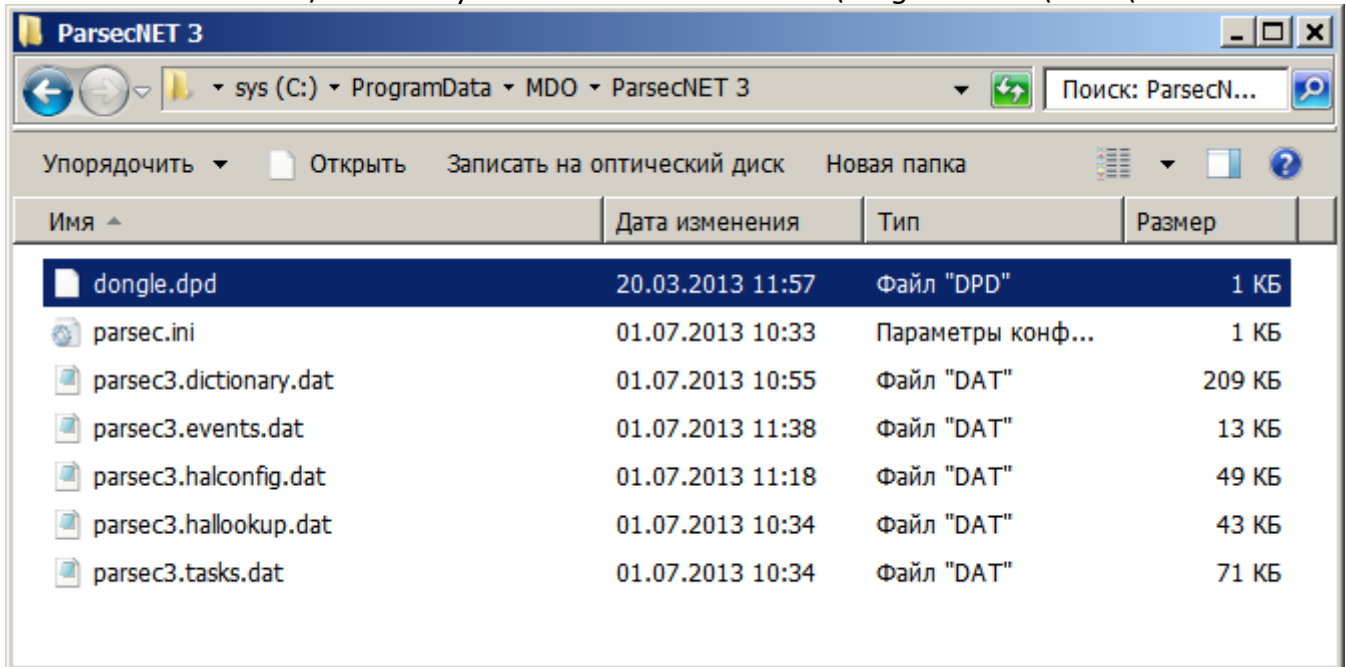 ParsecNET 3
sys (C:) ProgramData MDO ParsecNET 3 Поиск: ParsecN...
Упорядочить Открыть Записать на оптический диск Новая папка
Имя Дата изменения Тип Размер
dongle.dpd 20.03.2013 11:57 Файл "DPD" 1 КБ
parsec.ini 01.07.2013 10:33 Параметры конф... 1 КБ
parsec3.dictionary.dat 01.07.2013 10:55 Файл "DAT" 209 КБ
parsec3.events.dat 01.07.2013 11:38 Файл "DAT" 13 КБ
parsec3.halconfig.dat 01.07.2013 11:18 Файл "DAT" 49 КБ
parsec3.hallookup.dat 01.07.2013 10:34 Файл "DAT" 43 КБ
parsec3.tasks.dat 01.07.2013 10:34 Файл "DAT" 71 КБ